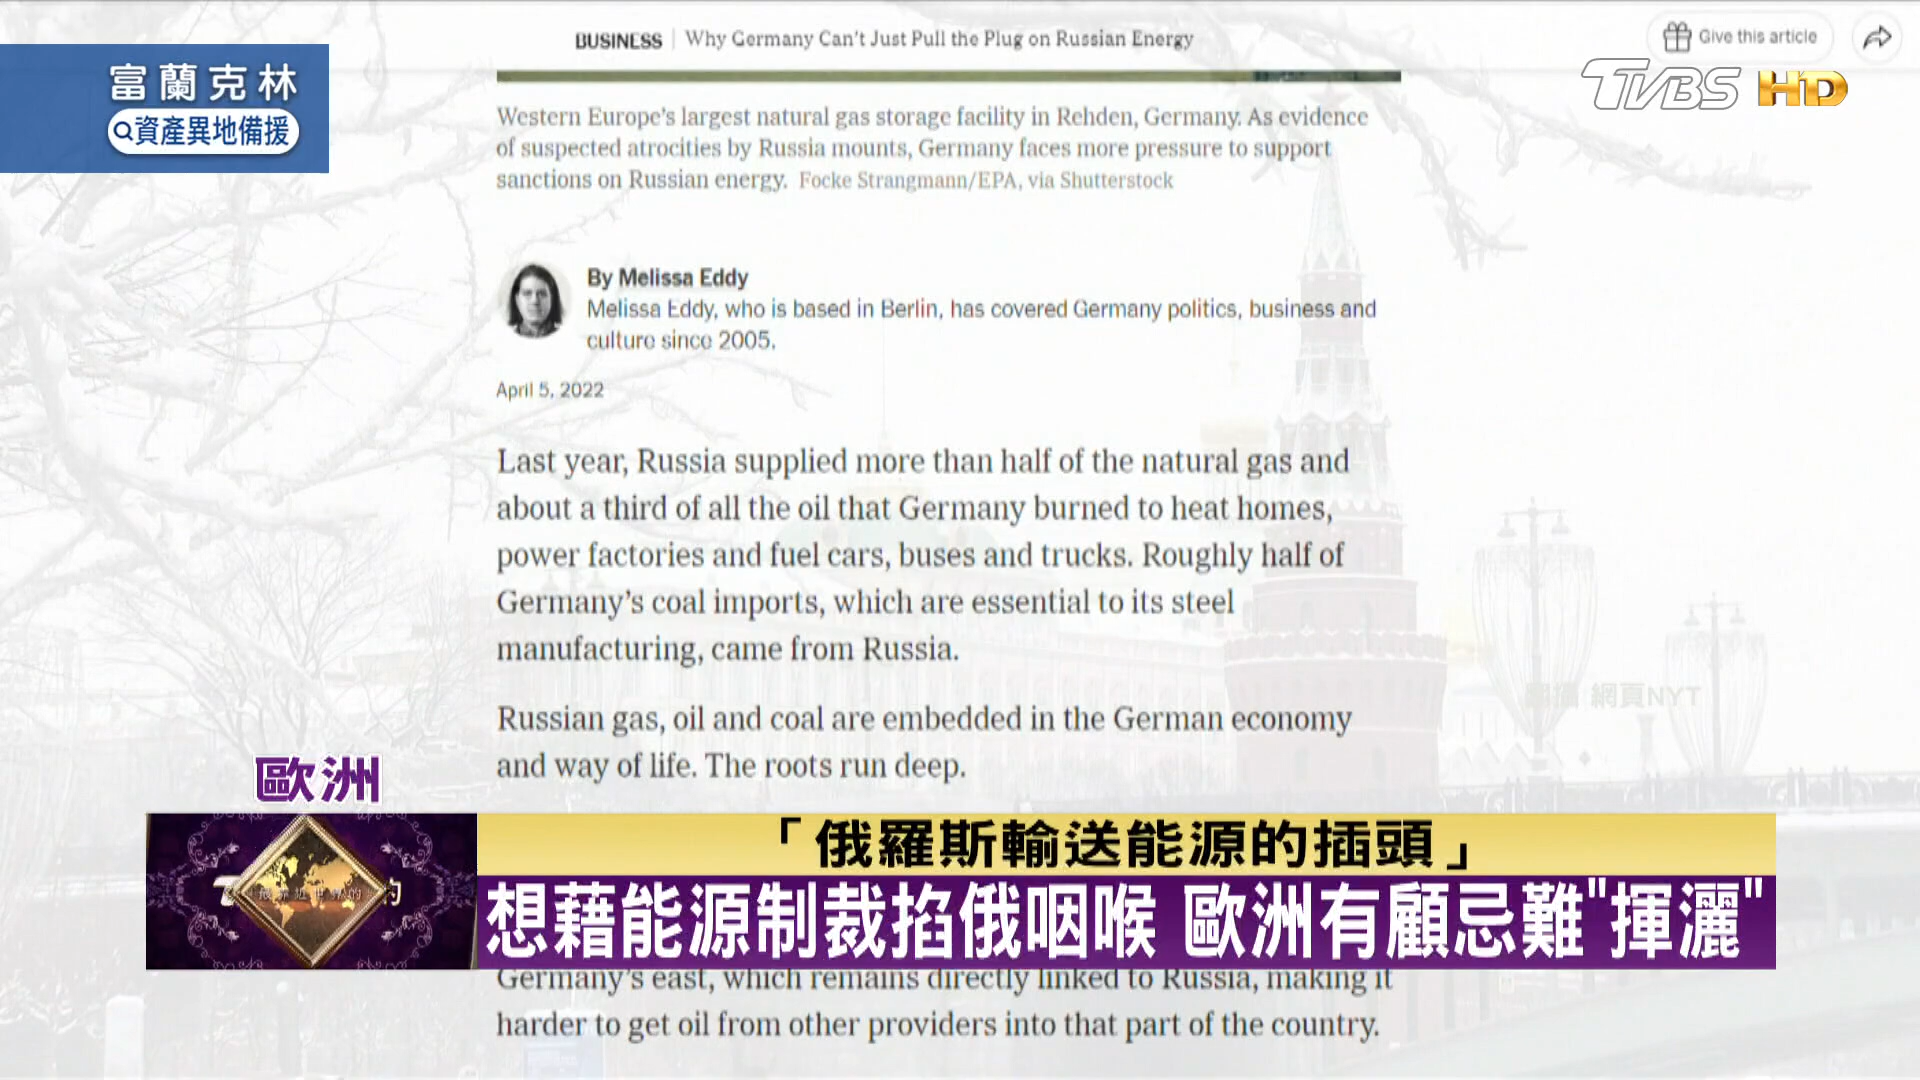 BUSINESS | Why Germany Can't Just Pull the Plug on Russian Energy
Give this article
富蘭克林
資產異地備援
TVBS HD
Western Europe's largest natural gas storage facility in Rehden, Germany. As evidence
of suspected atrocities by Russia mounts, Germany faces more pressure to support
sanctions on Russian energy. Focke Strangmann/EPA, via Shutterstock
By Melissa Eddy
Melissa Eddy, who is based in Berlin, has covered Germany politics, business and
culture since 2005.
April 5, 2022
Last year, Russia supplied more than half of the natural gas and
about a third of all the oil that Germany burned to heat homes,
power factories and fuel cars, buses and trucks. Roughly half of
Germany's coal imports, which are essential to its steel
manufacturing, came from Russia.
翻攝 網頁NYT
Russian gas, oil and coal are embedded in the German economy
and way of life. The roots run deep.
歐洲
「俄羅斯輸送能源的插頭」
想藉能源制裁掐俄咽喉 歐洲有顧忌難"揮灑"
Germany's east, which remains directly linked to Russia, making it
harder to get oil from other providers into that part of the country.